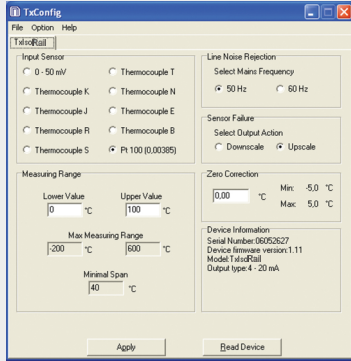 TxConfig
File Option Help
TxIsoRail
Input Sensor
0 - 50 mV
Thermocouple K
Thermocouple J
Thermocouple R
Thermocouple S
Thermocouple T
Thermocouple N
Thermocouple E
Thermocouple B
Pt 100 (0,00385)
Line Noise Rejection
Select Mains Frequency
50 Hz 60 Hz
Sensor Failure
Select Output Action
Downscale Upscale
Measuring Range
Lower Value Upper Value
0 °C 100 °C
Max Measuring Range
-200 °C 600 °C
Minimal Span
40 °C
Zero Correction
0,00 °C
Min: -5,0 °C
Max: 5,0 °C
Device Information
Serial Number:06052627
Device firmware version:1.11
Model:TxIsoRail
Output type:4 - 20 mA
Apply Read Device